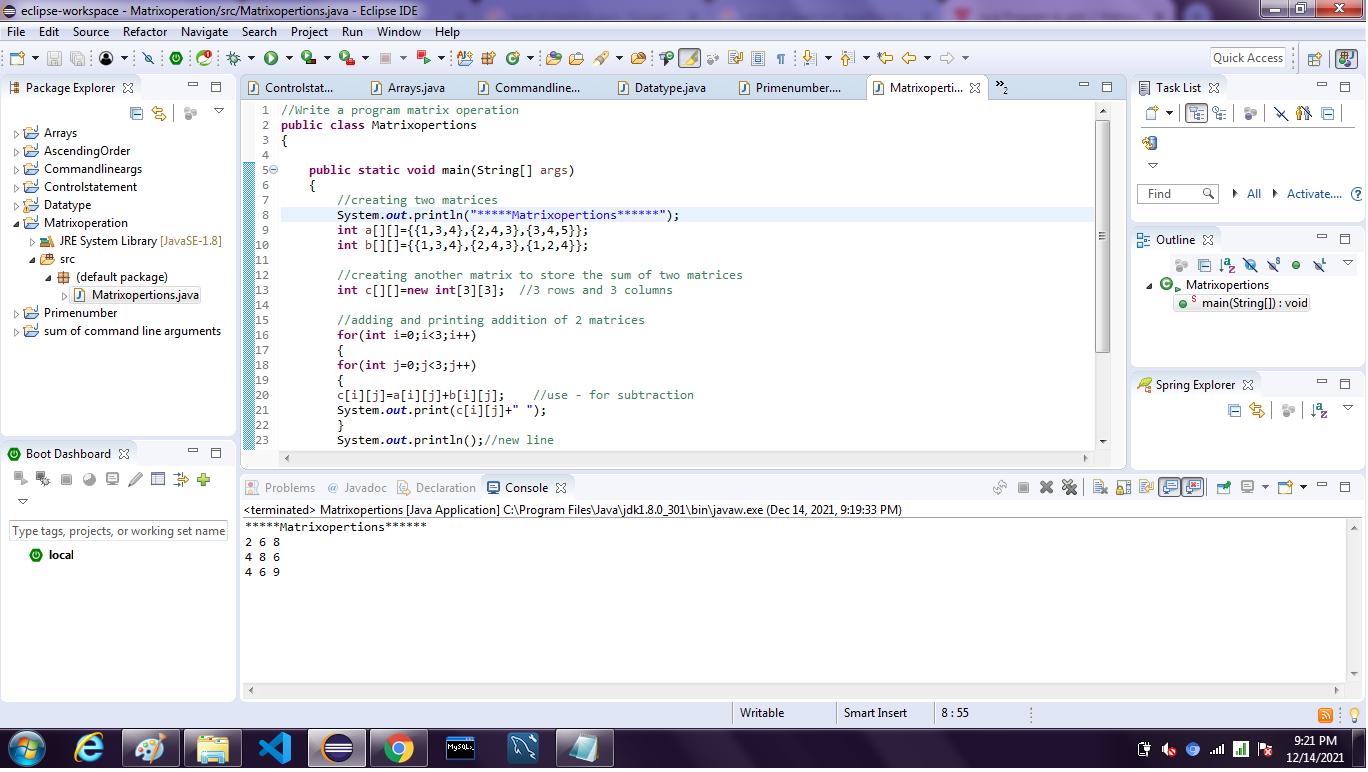 eclipse-workspace - Matrixoperation/src/Matrixopertions.java - Eclipse IDE
File Edit Source Refactor Navigate Search Project Run Window Help
Quick Access
Package Explorer
Arrays
AscendingOrder
Commandlineargs
Controlstatement
Datatype
Matrixoperation
JRE System Library [JavaSE-1.8]
src
(default package)
Matrixopertions.java
Primenumber
sum of command line arguments
Boot Dashboard
Type tags, projects, or working set name
local
Controlstat... Arrays.java Commandline... Datatype.java Primenumber.... Matrixoperti... »2
1 //Write a program matrix operation
2 public class Matrixopertions
3 {
4
5 public static void main(String[] args)
6 {
7 //creating two matrices
8 System.out.println("*****Matrixopertions******");
9 int a[][]={{1,3,4},{2,4,3},{3,4,5}};
10 int b[][]={{1,3,4},{2,4,3},{1,2,4}};
11
12 //creating another matrix to store the sum of two matrices
13 int c[][]=new int[3][3]; //3 rows and 3 columns
14
15 //adding and printing addition of 2 matrices
16 for(int i=0;i<3;i++)
17 {
18 for(int j=0;j<3;j++)
19 {
20 c[i][j]=a[i][j]+b[i][j]; //use - for subtraction
21 System.out.print(c[i][j]+" ");
22 }
23 System.out.println();//new line
Problems Javadoc Declaration Console
<terminated> Matrixopertions [Java Application] C:\Program Files\Java\jdk1.8.0_301\bin\javaw.exe (Dec 14, 2021, 9:19:33 PM)
*****Matrixopertions******
2 6 8
4 8 6
4 6 9
Task List
Find All Activate....
Outline
Matrixopertions
main(String[]) : void
Spring Explorer
Writable Smart Insert 8 : 55
9:21 PM
12/14/2021